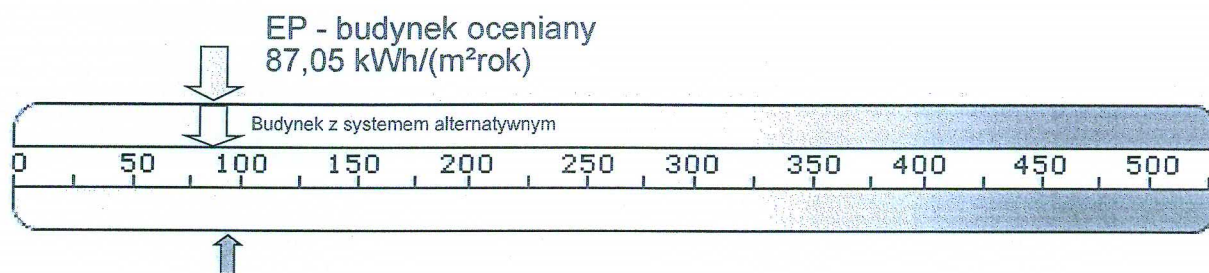 EP - budynek oceniany
87,05 kWh/(m²rok)
Budynek z systemem alternatywnym
0 50 100 150 200 250 300 350 400 450 500